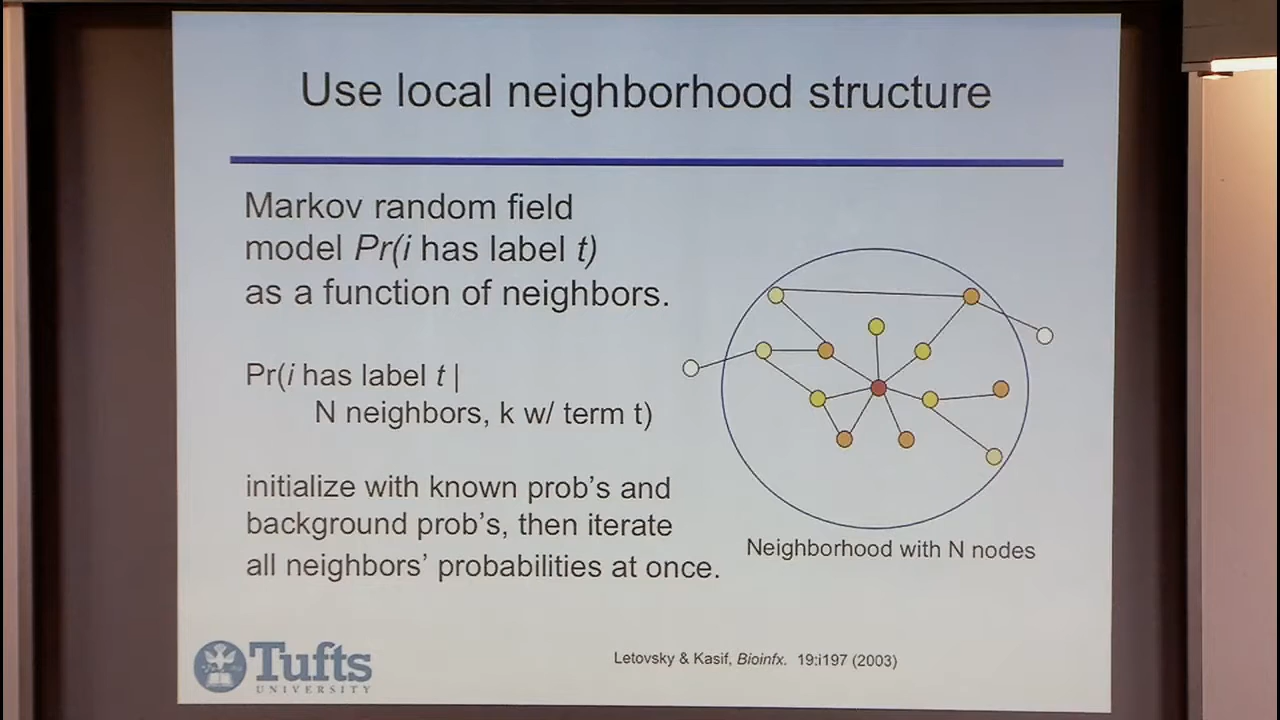 Use local neighborhood structure
Markov random field
model Pr(i has label t)
as a function of neighbors.
Pr(i has label t |
N neighbors, k w/ term t)
initialize with known prob's and
background prob's, then iterate
all neighbors' probabilities at once.
Neighborhood with N nodes
Letovsky & Kasif, Bioinfx. 19:i197 (2003)
Tufts
UNIVERSITY